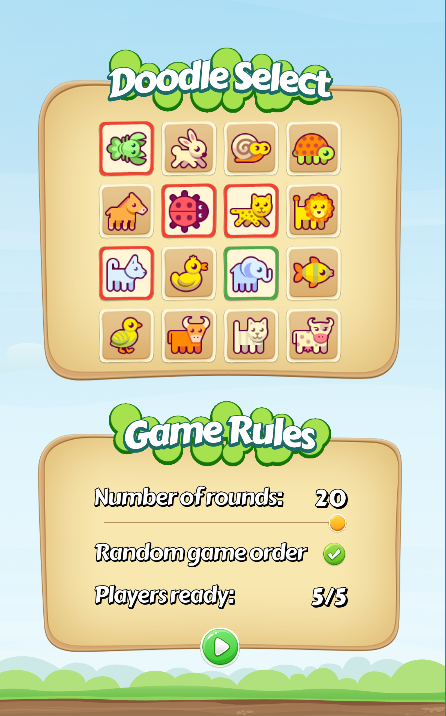 Doodle Select
Game Rules
Number of rounds: 20
Random game order
Players ready: 5/5